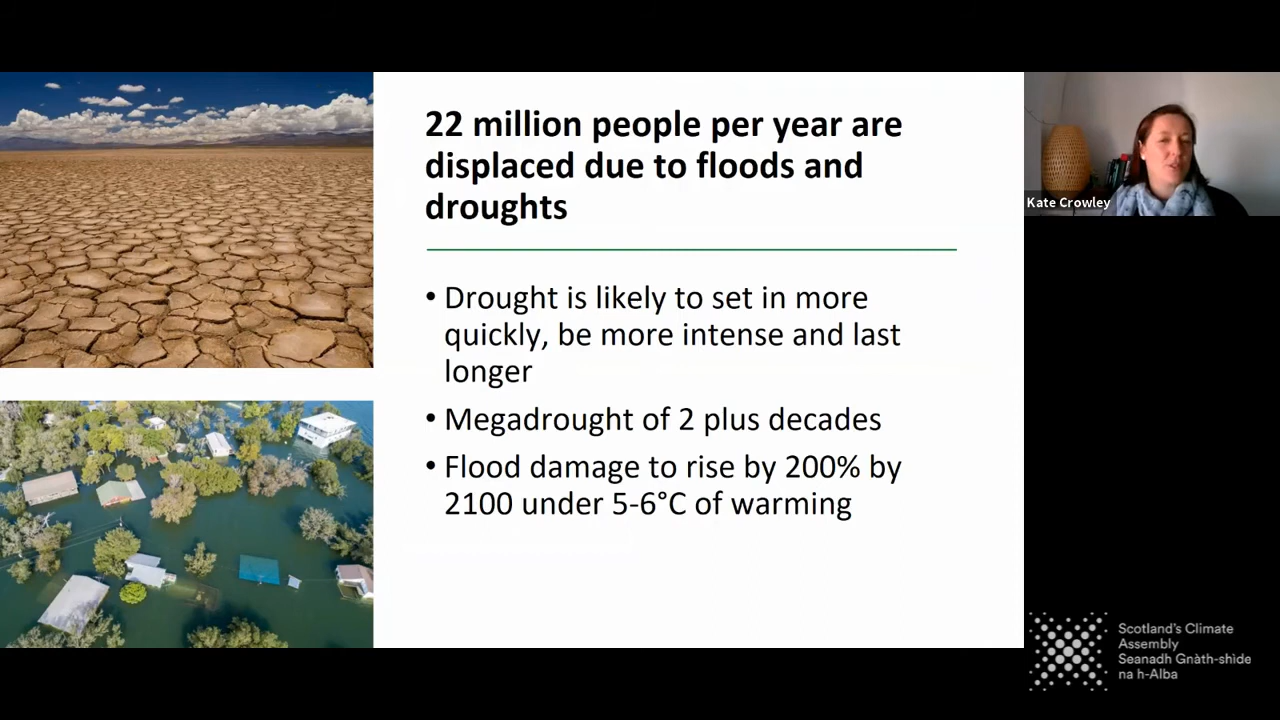 22 million people per year are
displaced due to floods and
droughts
• Drought is likely to set in more
quickly, be more intense and last
longer
• Megadrought of 2 plus decades
• Flood damage to rise by 200% by
2100 under 5-6°C of warming
Kate Crowley
Scotland's Climate
Assembly
Seanadh Gnàth-shìde
na h-Alba